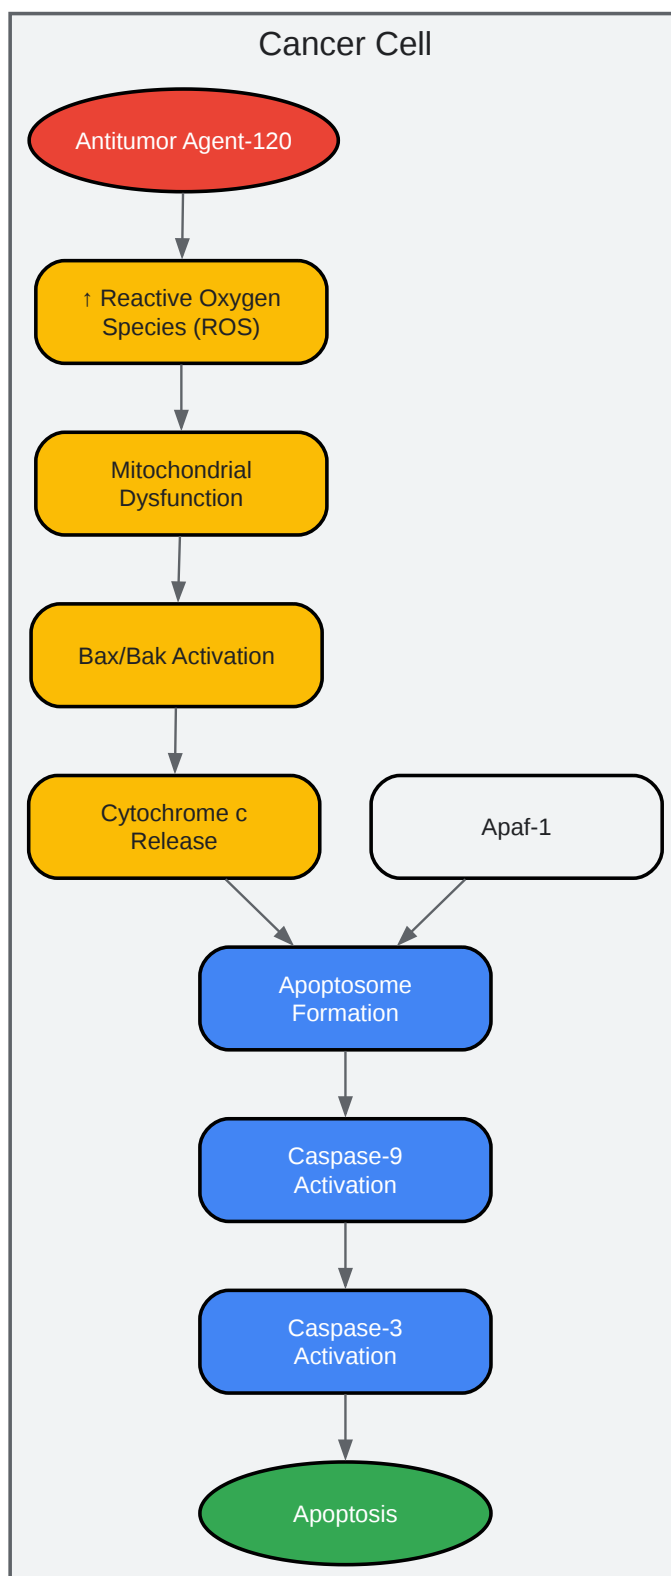 Cancer Cell
Antitumor Agent-120
↑ Reactive Oxygen
Species (ROS)
Mitochondrial
Dysfunction
Bax/Bak Activation
Cytochrome c
Release
Apaf-1
Apoptosome
Formation
Caspase-9
Activation
Caspase-3
Activation
Apoptosis